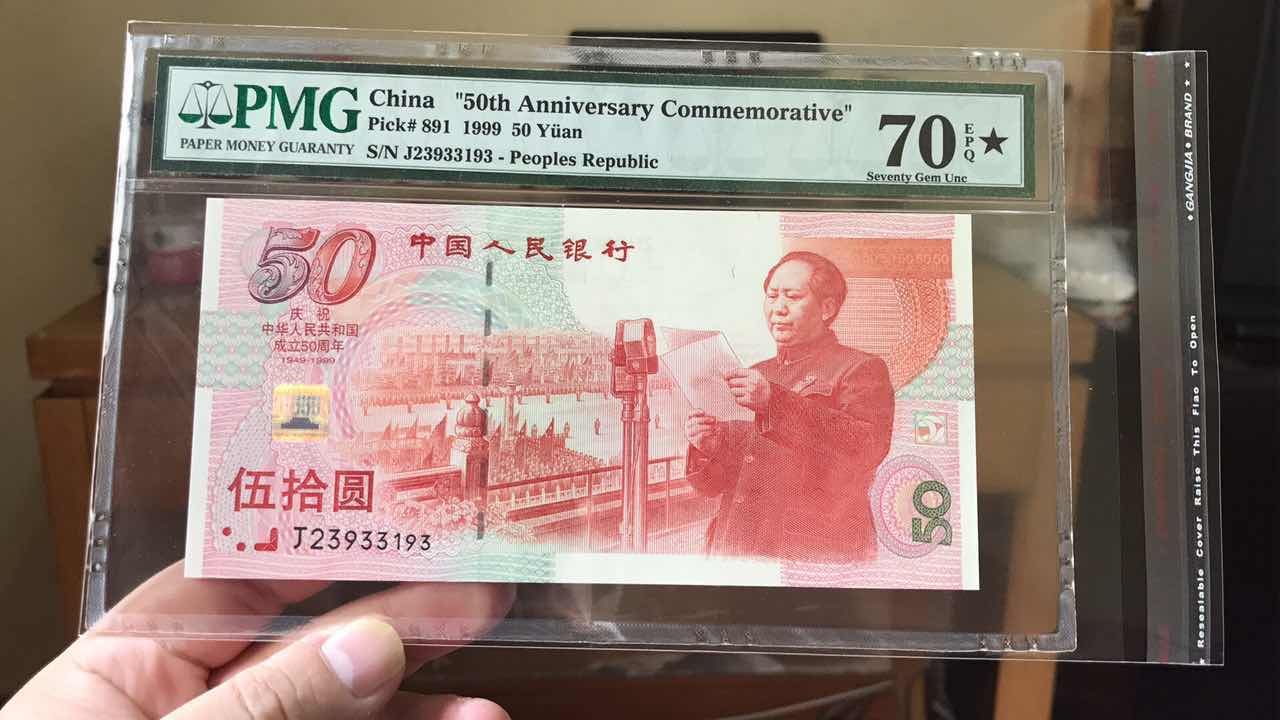 PMG
PAPER MONEY GUARANTY
China "50th Anniversary Commemorative"
Pick# 891 1999 50 Yüan
S/N J23933193 - Peoples Republic
70 EPQ ★
Seventy Gem Unc
50
中国人民银行
庆祝
中华人民共和国
成立50周年
1949-1999
伍拾圆
J23933193
50
★ GANGJIA ● BRAND ★ ★
★ Resealable Cover Raise This Flap To Open